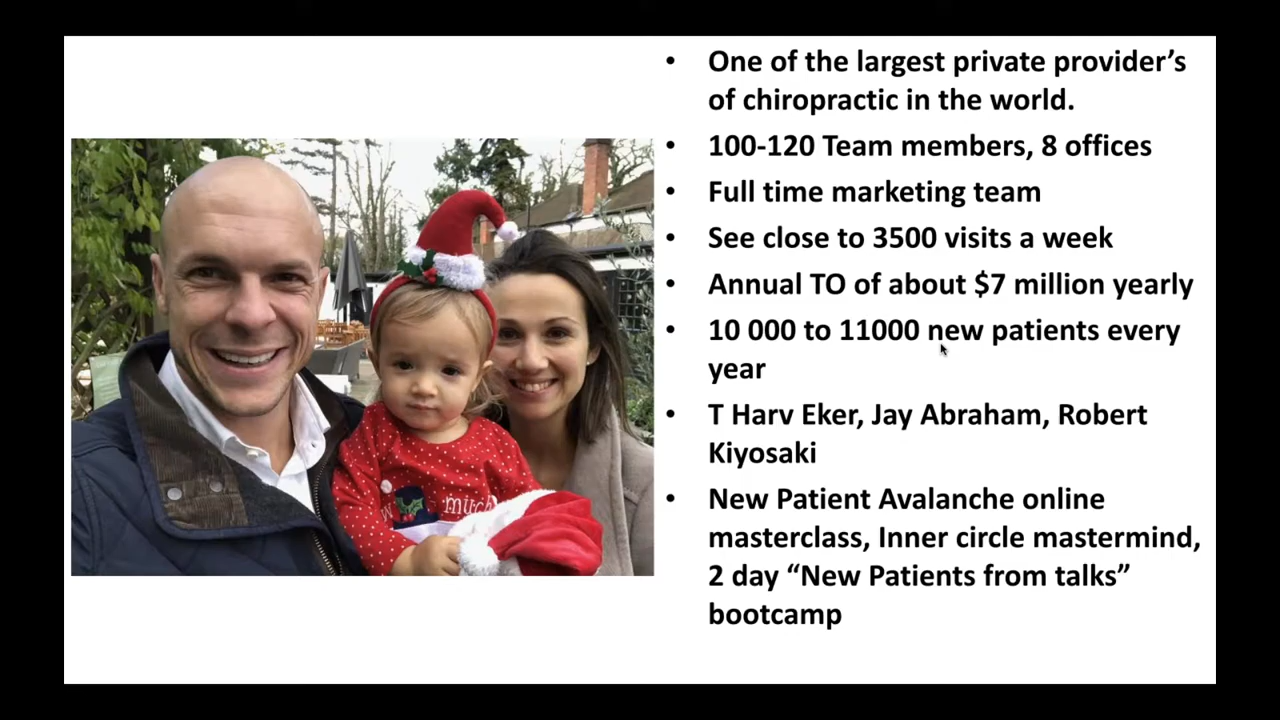 One of the largest private provider’s
of chiropractic in the world.
100-120 Team members, 8 offices
Full time marketing team
See close to 3500 visits a week
Annual TO of about $7 million yearly
10 000 to 11000 new patients every
year
T Harv Eker, Jay Abraham, Robert
Kiyosaki
New Patient Avalanche online
masterclass, Inner circle mastermind,
2 day “New Patients from talks”
bootcamp
much